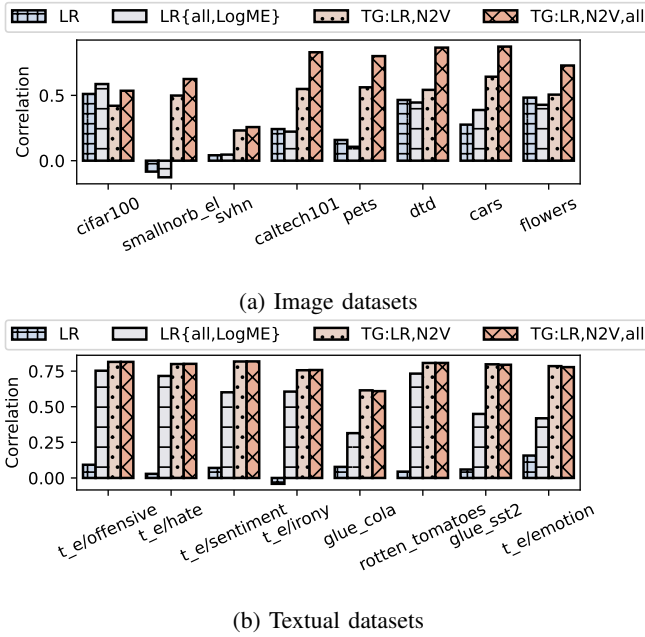 LR LR{all,LogME} TG:LR,N2V TG:LR,N2V,all
Correlation
0.5
0.0
cifar100 smallnorb_el svhn caltech101 pets dtd cars flowers
(a) Image datasets
LR LR{all,LogME} TG:LR,N2V TG:LR,N2V,all
Correlation
0.75
0.50
0.25
0.00
t_e/offensive t_e/hate t_e/sentiment t_e/irony glue_cola rotten_tomatoes glue_sst2 t_e/emotion
(b) Textual datasets